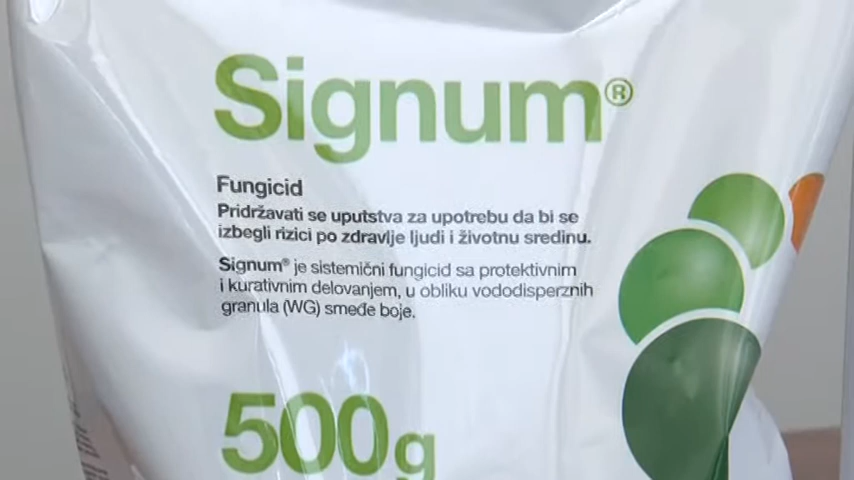 Signum®
Fungicid
Pridržavati se uputstva za upotrebu da bi se
izbegli rizici po zdravlje ljudi i životnu sredinu.
Signum® je sistemični fungicid sa protektivnim
i kurativnim delovanjem, u obliku vododisperznih
granula (WG) smeđe boje.
500g